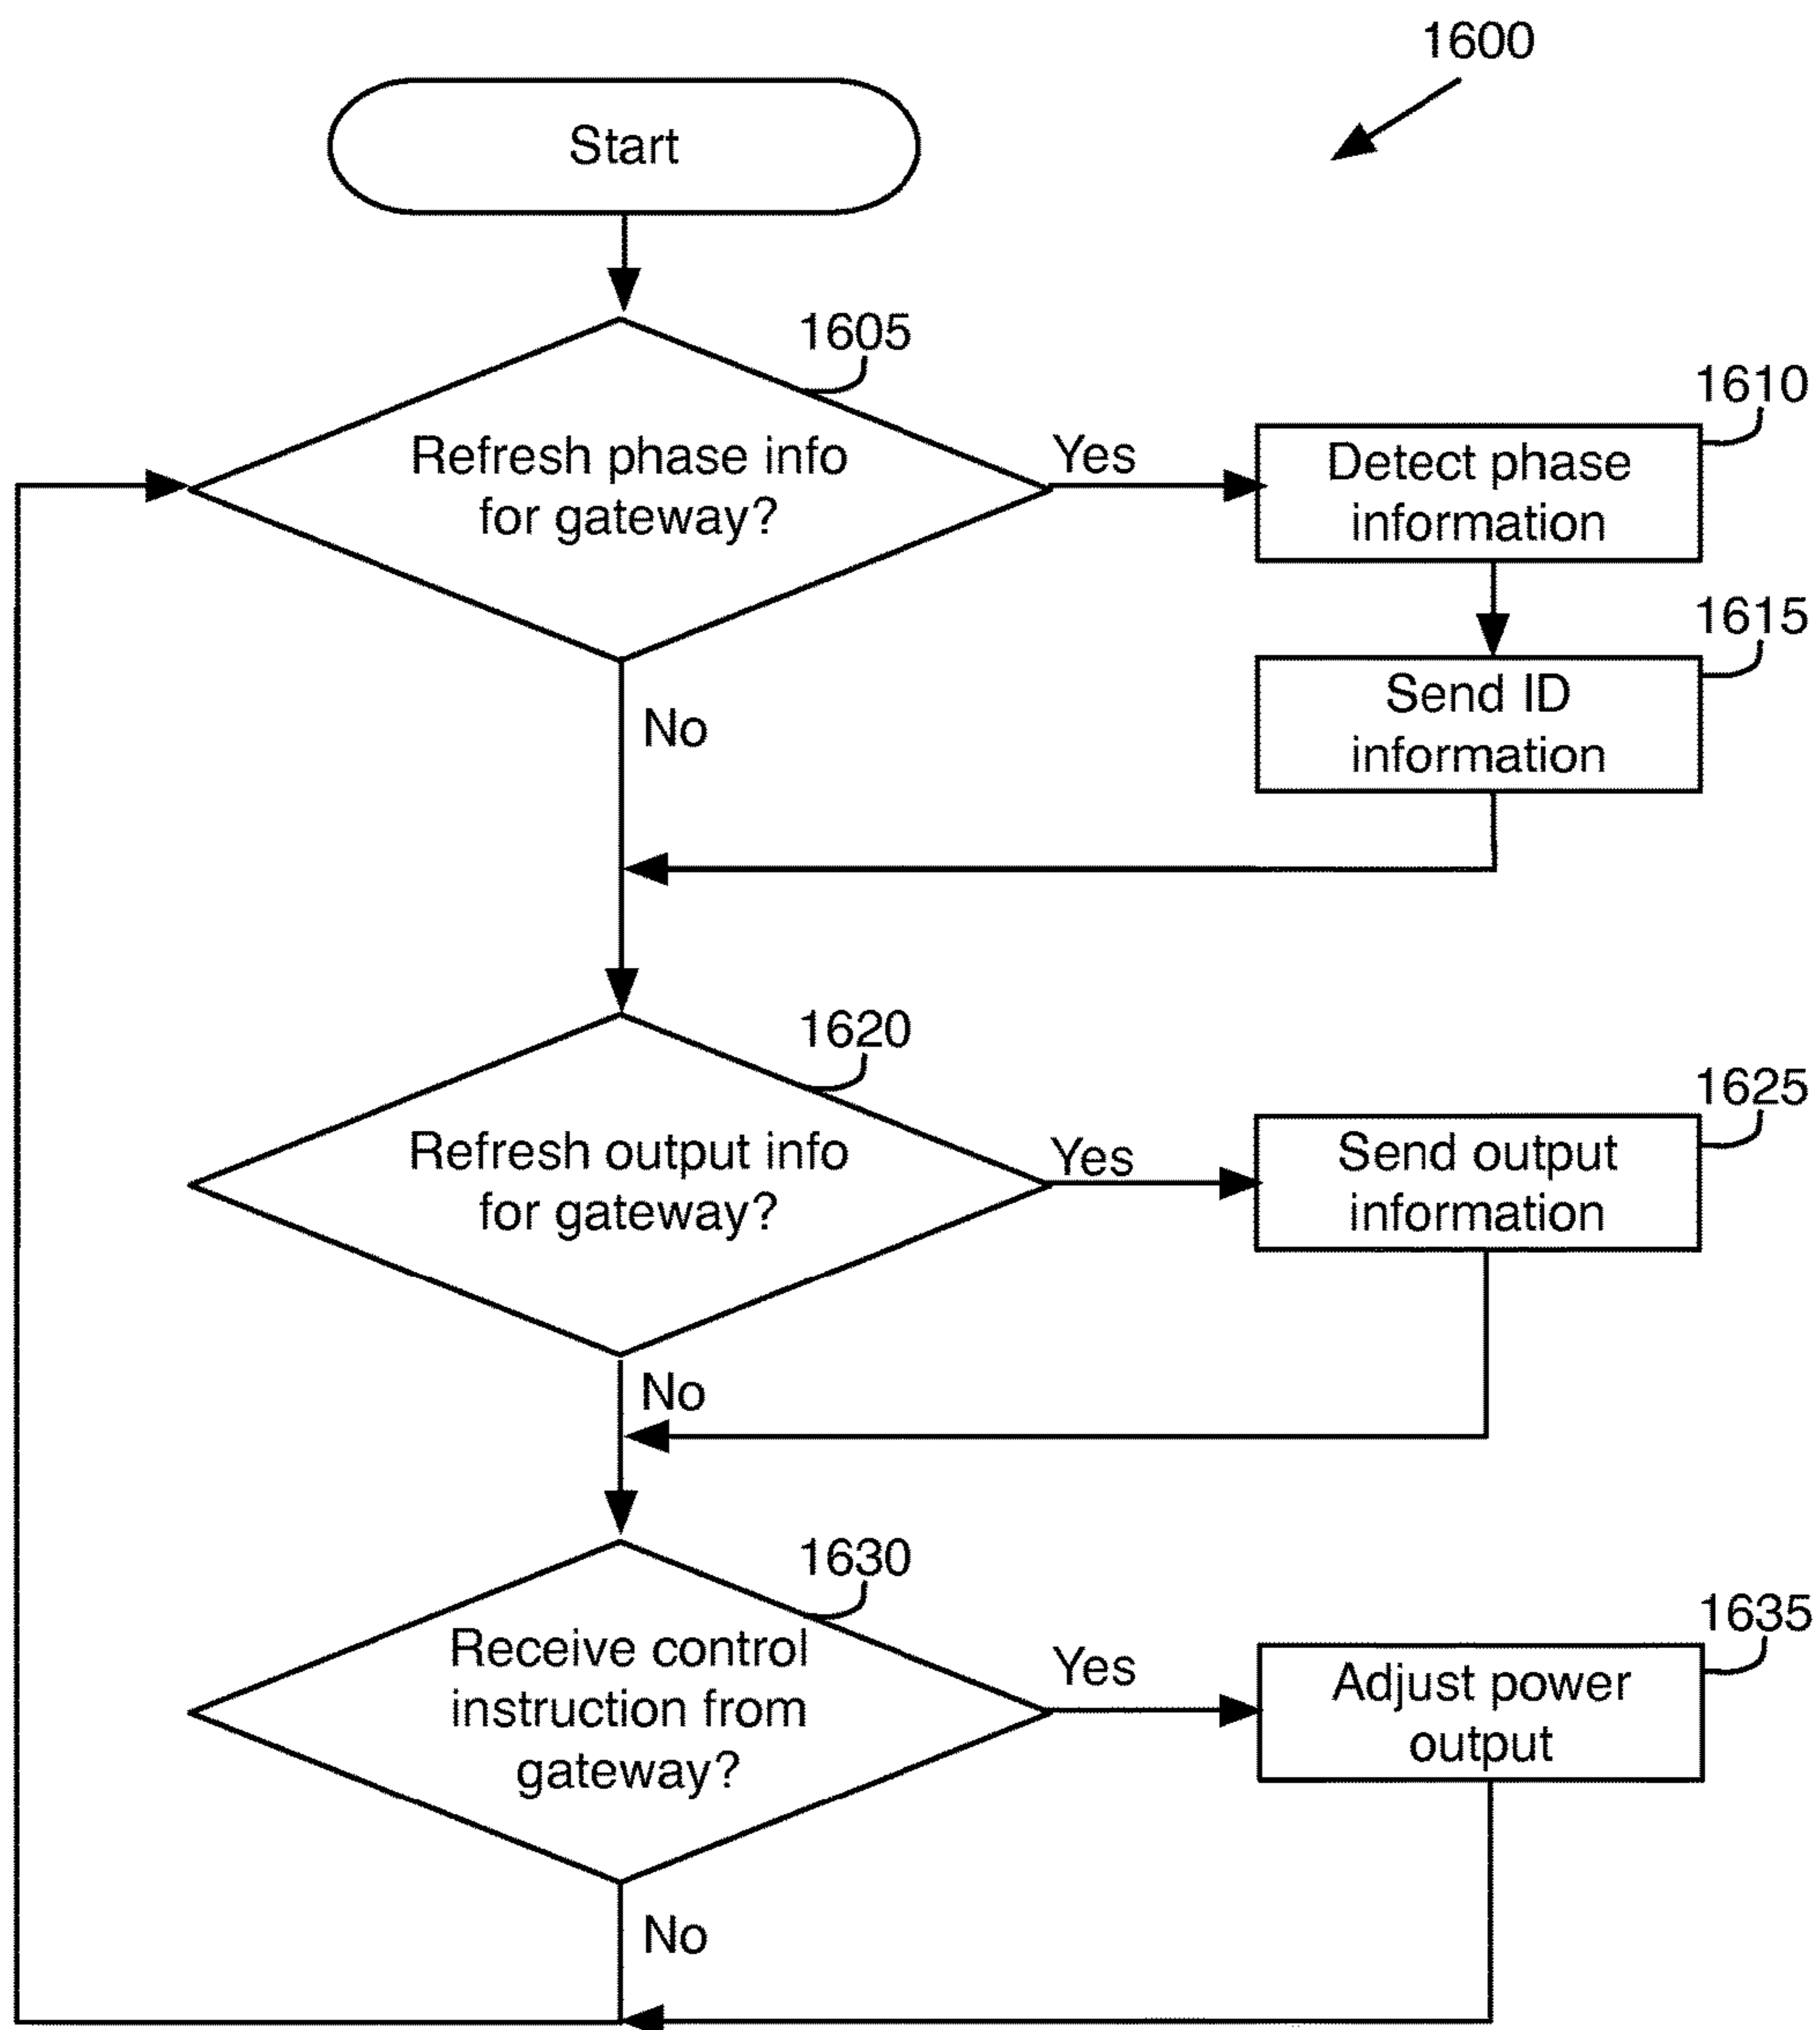 1600
Start
1605
Refresh phase info
for gateway?
Yes
1610
Detect phase
information
1615
Send ID
information
No
1620
Refresh output info
for gateway?
Yes
1625
Send output
information
No
1630
Receive control
instruction from
gateway?
Yes
1635
Adjust power
output
No